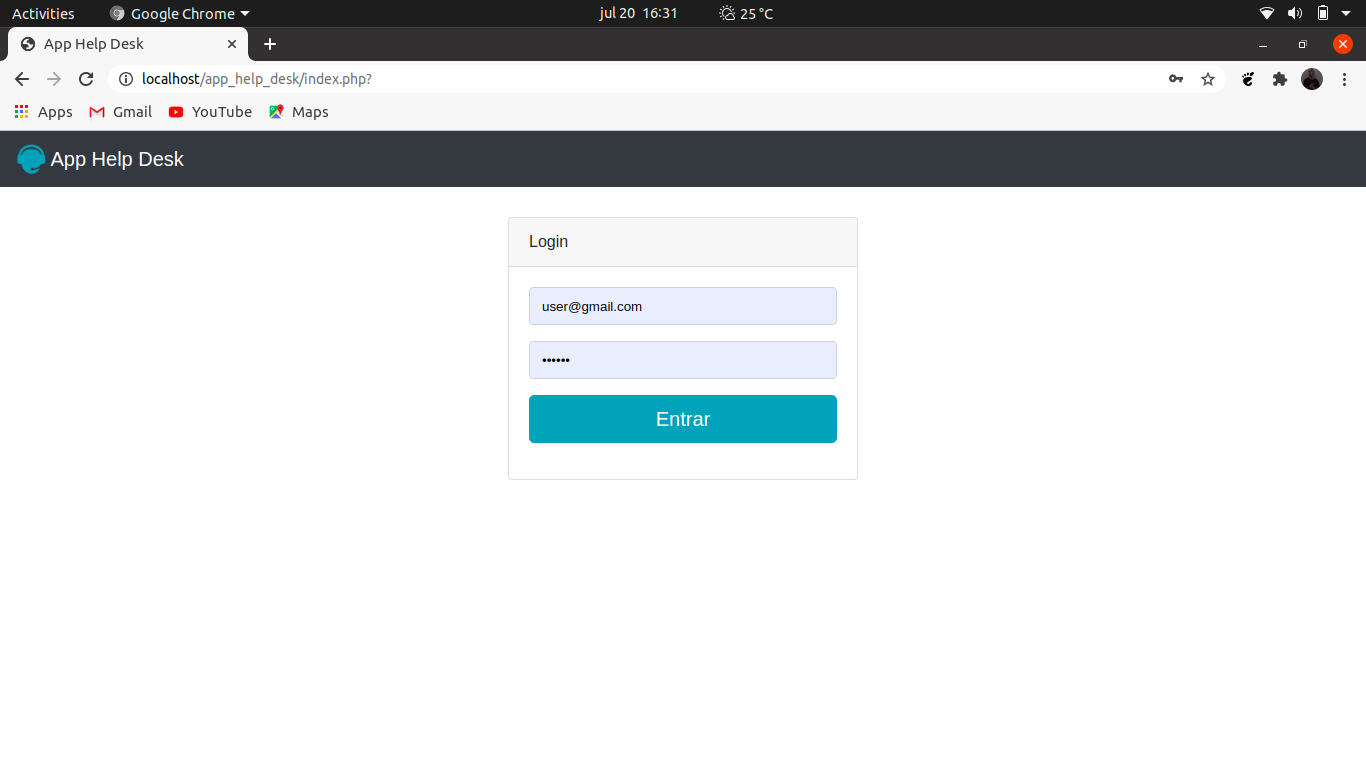 Activities Google Chrome jul 20 16:31 25 °C
App Help Desk
localhost/app_help_desk/index.php?
Apps Gmail YouTube Maps
App Help Desk
Login
user@gmail.com
••••••
Entrar